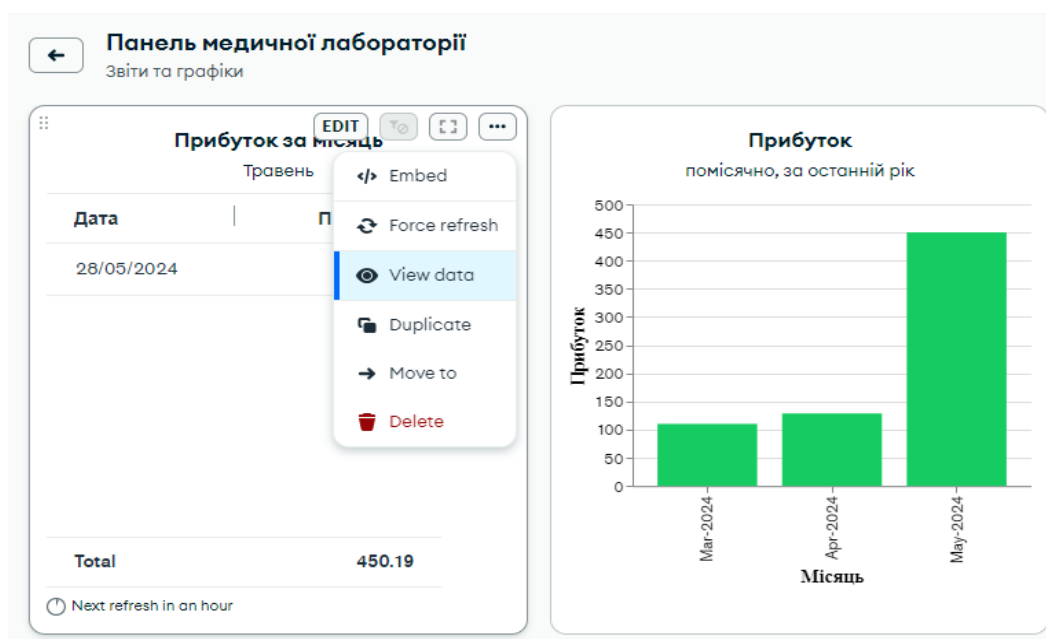 Панель медичної лабораторії
Звіти та графіки
EDIT
Прибуток за місяць
Травень
Дата П
28/05/2024
Embed
Force refresh
View data
Duplicate
Move to
Delete
Total 450.19
Next refresh in an hour
Прибуток
помісячно, за останній рік
500
450
400
350
300
250
200
150
100
50
0
Прибуток
Mar-2024
Apr-2024
May-2024
Місяць